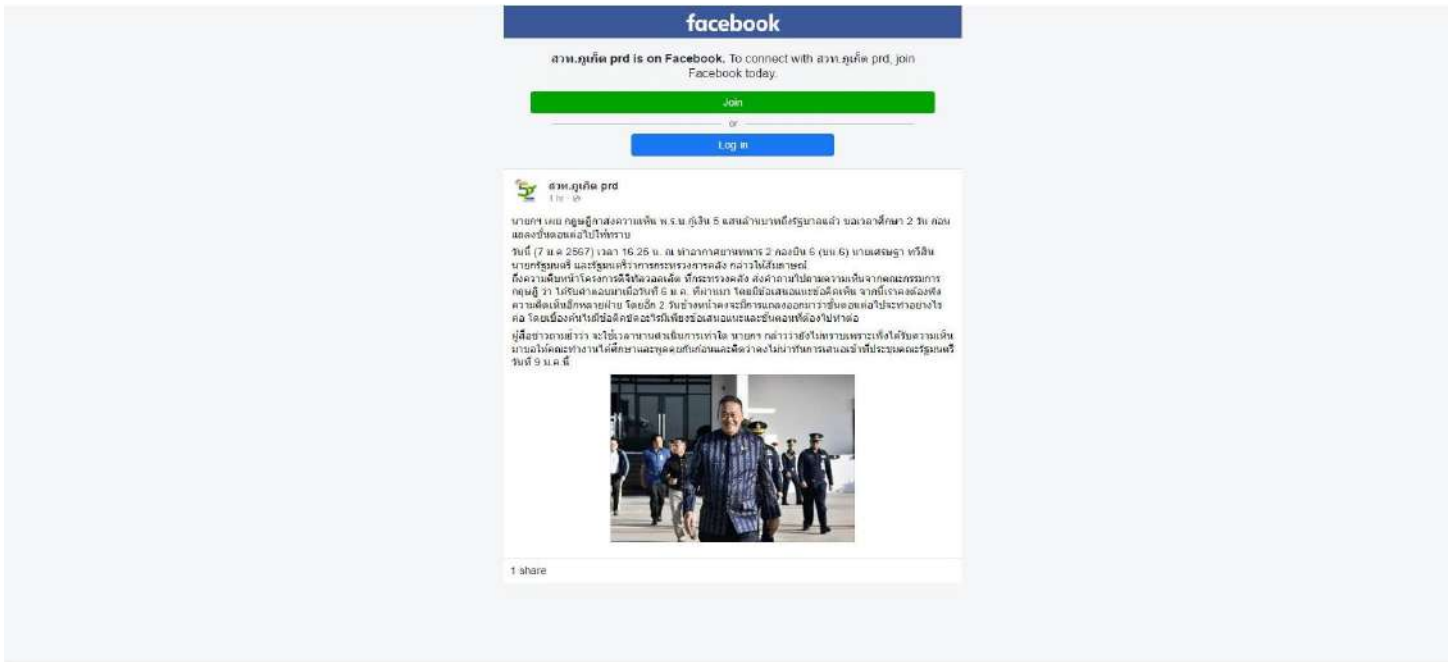 facebook
สวท.ภูเก็ต prd is on Facebook. To connect with สวท.ภูเก็ต prd, join
Facebook today.
Join
or
Log in
สวท.ภูเก็ต prd
1 hr
นายกฯ เผย กฤษฎีกาส่งความเห็น พ.ร.บ.กู้เงิน 5 แสนล้านบาทถึงรัฐบาลแล้ว ขอเวลาศึกษา 2 วัน ก่อน
แถลงขั้นตอนต่อไปให้ทราบ
วันนี้ (7 ม.ค 2567) เวลา 16.25 น. ณ ท่าอากาศยานทหาร 2 กองบิน 6 (บน.6) นายเศรษฐา ทวีสิน
นายกรัฐมนตรี และรัฐมนตรีว่าการกระทรวงการคลัง กล่าวให้สัมภาษณ์
ถึงความคืบหน้าโครงการดิจิทัลวอลเล็ต ที่กระทรวงคลัง ส่งคำถามไปถามความเห็นจากคณะกรรมการ
กฤษฎีกา ว่า ได้รับคำตอบมาเมื่อวันที่ 6 ม.ค. ที่ผ่านมา โดยมีข้อเสนอแนะข้อคิดเห็น จากนี้เราคงต้องฟัง
ความคิดเห็นอีกหลายฝ่าย โดยอีก 2 วันข้างหน้าคงจะมีการแถลงออกมาว่าขั้นตอนต่อไปจะทำอย่างไร
ต่อ โดยเบื้องต้นไม่มีข้อติดขัดอะไรมีเพียงข้อเสนอแนะและขั้นตอนที่ต้องไปทำต่อ
ผู้สื่อข่าวถามย้ำว่า จะใช้เวลานานดำเนินการเท่าใด นายกฯ กล่าวว่ายังไม่ทราบเพราะเพิ่งได้รับความเห็น
มาขอให้คณะทำงานได้ศึกษาและพูดคุยกันก่อนและคิดว่าคงไม่น่าทันการเสนอเข้าที่ประชุมคณะรัฐมนตรี
วันที่ 9 ม.ค.นี้
1 share